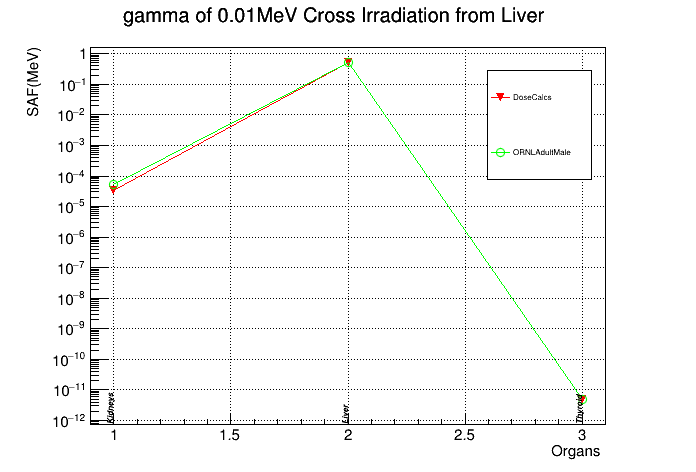 gamma of 0.01MeV Cross Irradiation from Liver
SAF(MeV)
1
10⁻¹
10⁻²
10⁻³
10⁻⁴
10⁻⁵
10⁻⁶
10⁻⁷
10⁻⁸
10⁻⁹
10⁻¹⁰
10⁻¹¹
10⁻¹²
DoseCalcs
ORNLAdultMale
Kidneys
Liver
Thyroid
1 1.5 2 2.5 3
Organs